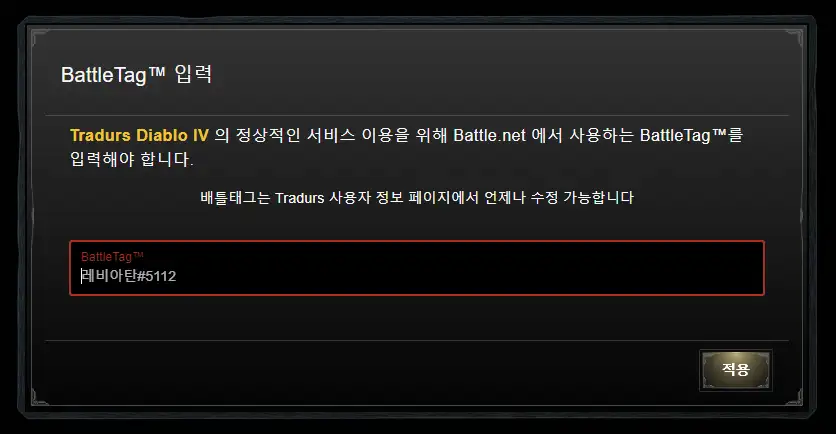 BattleTag™ 입력
Tradurs Diablo IV 의 정상적인 서비스 이용을 위해 Battle.net 에서 사용하는 BattleTag™를
입력해야 합니다.
배틀태그는 Tradurs 사용자 정보 페이지에서 언제나 수정 가능합니다
BattleTag™
레비아탄#5112
적용